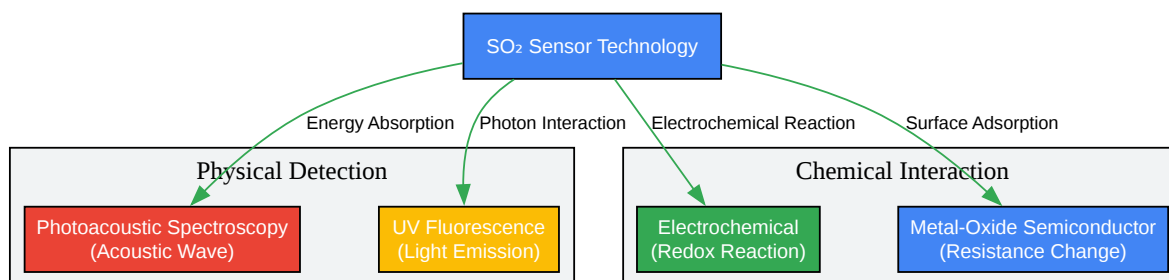 SO₂ Sensor Technology
Energy Absorption
Photon Interaction
Electrochemical Reaction
Surface Adsorption
Physical Detection
Chemical Interaction
Photoacoustic Spectroscopy
(Acoustic Wave)
UV Fluorescence
(Light Emission)
Electrochemical
(Redox Reaction)
Metal-Oxide Semiconductor
(Resistance Change)